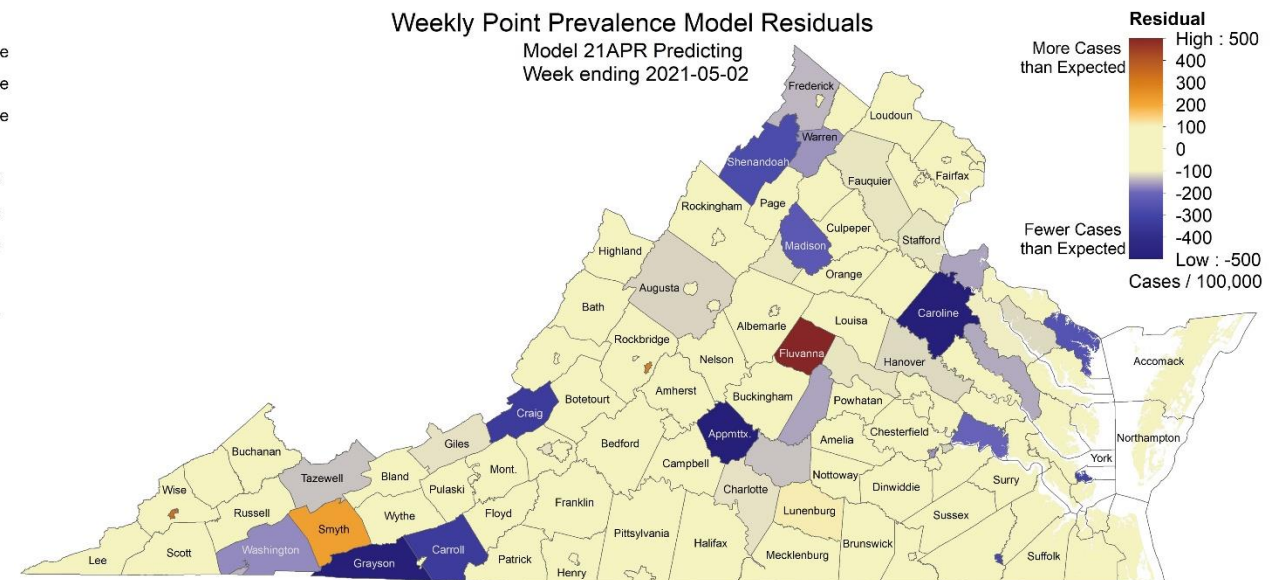 Weekly Point Prevalence Model Residuals
Model 21APR Predicting
Week ending 2021-05-02
e
e
e
Residual
More Cases
than Expected
High : 500
400
300
200
100
0
-100
-200
-300
-400
Low : -500
Fewer Cases
than Expected
Cases / 100,000
Frederick
Loudoun
Warren
Shenandoah
Fauquier
Fairfax
Rockingham
Page
Culpeper
Stafford
Madison
Highland
Orange
Augusta
Bath
Caroline
Albemarle
Louisa
Rockbridge
Fluvanna
Nelson
Hanover
Accomack
Amherst
Buckingham
Powhatan
Botetourt
Craig
Appmttx.
Chesterfield
Amelia
Northampton
Giles
Bedford
Buchanan
Campbell
York
Mont.
Tazewell
Bland
Nottoway
Surry
Wise
Pulaski
Charlotte
Dinwiddie
Franklin
Russell
Wythe
Floyd
Lunenburg
Sussex
Smyth
Pittsylvania
Halifax
Brunswick
Washington
Carroll
Scott
Lee
Grayson
Patrick
Henry
Mecklenburg
Suffolk